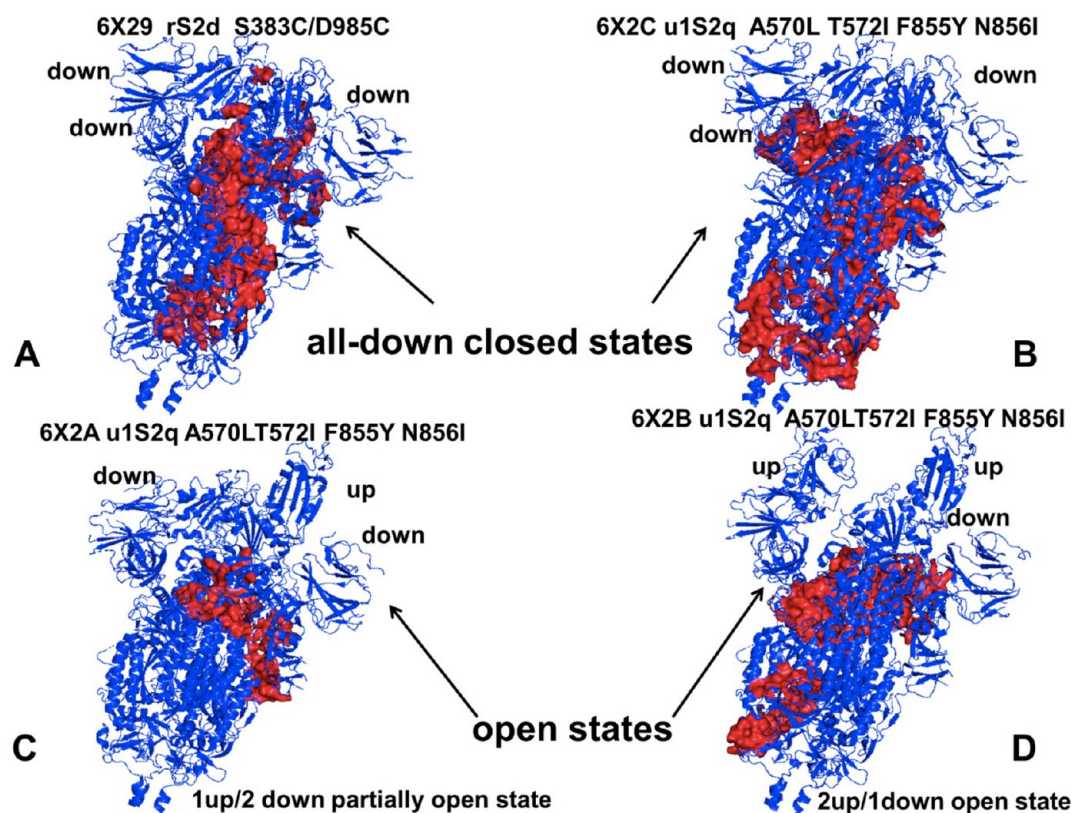 6X29 rS2d S383C/D985C
down
down
down
A
6X2C u1S2q A570L T572I F855Y N856I
down
down
down
B
all-down closed states
6X2A u1S2q A570LT572I F855Y N856I
down
up
down
C
1up/2 down partially open state
6X2B u1S2q A570LT572I F855Y N856I
up
up
down
D
2up/1down open state
open states